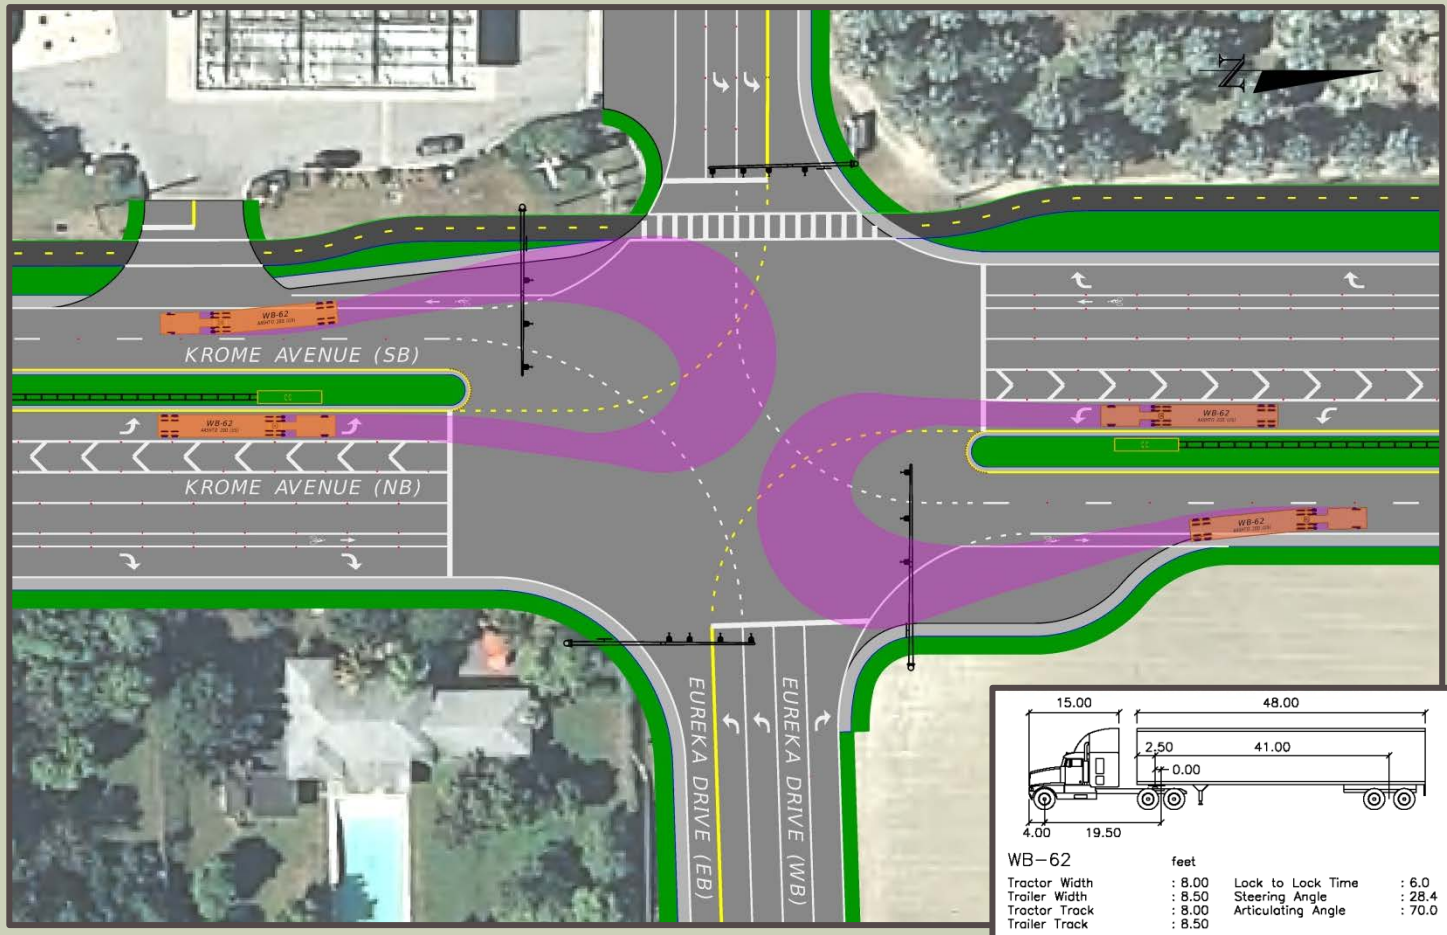 N
WB-62
KROME AVENUE (SB)
WB-62
WB-62
KROME AVENUE (NB)
WB-62
EUREKA DRIVE (EB)
EUREKA DRIVE (WB)
15.00
48.00
2.50
41.00
0.00
4.00
19.50
WB-62
feet
Tractor Width : 8.00 Lock to Lock Time : 6.0
Trailer Width : 8.50 Steering Angle : 28.4
Tractor Track : 8.00 Articulating Angle : 70.0
Trailer Track : 8.50